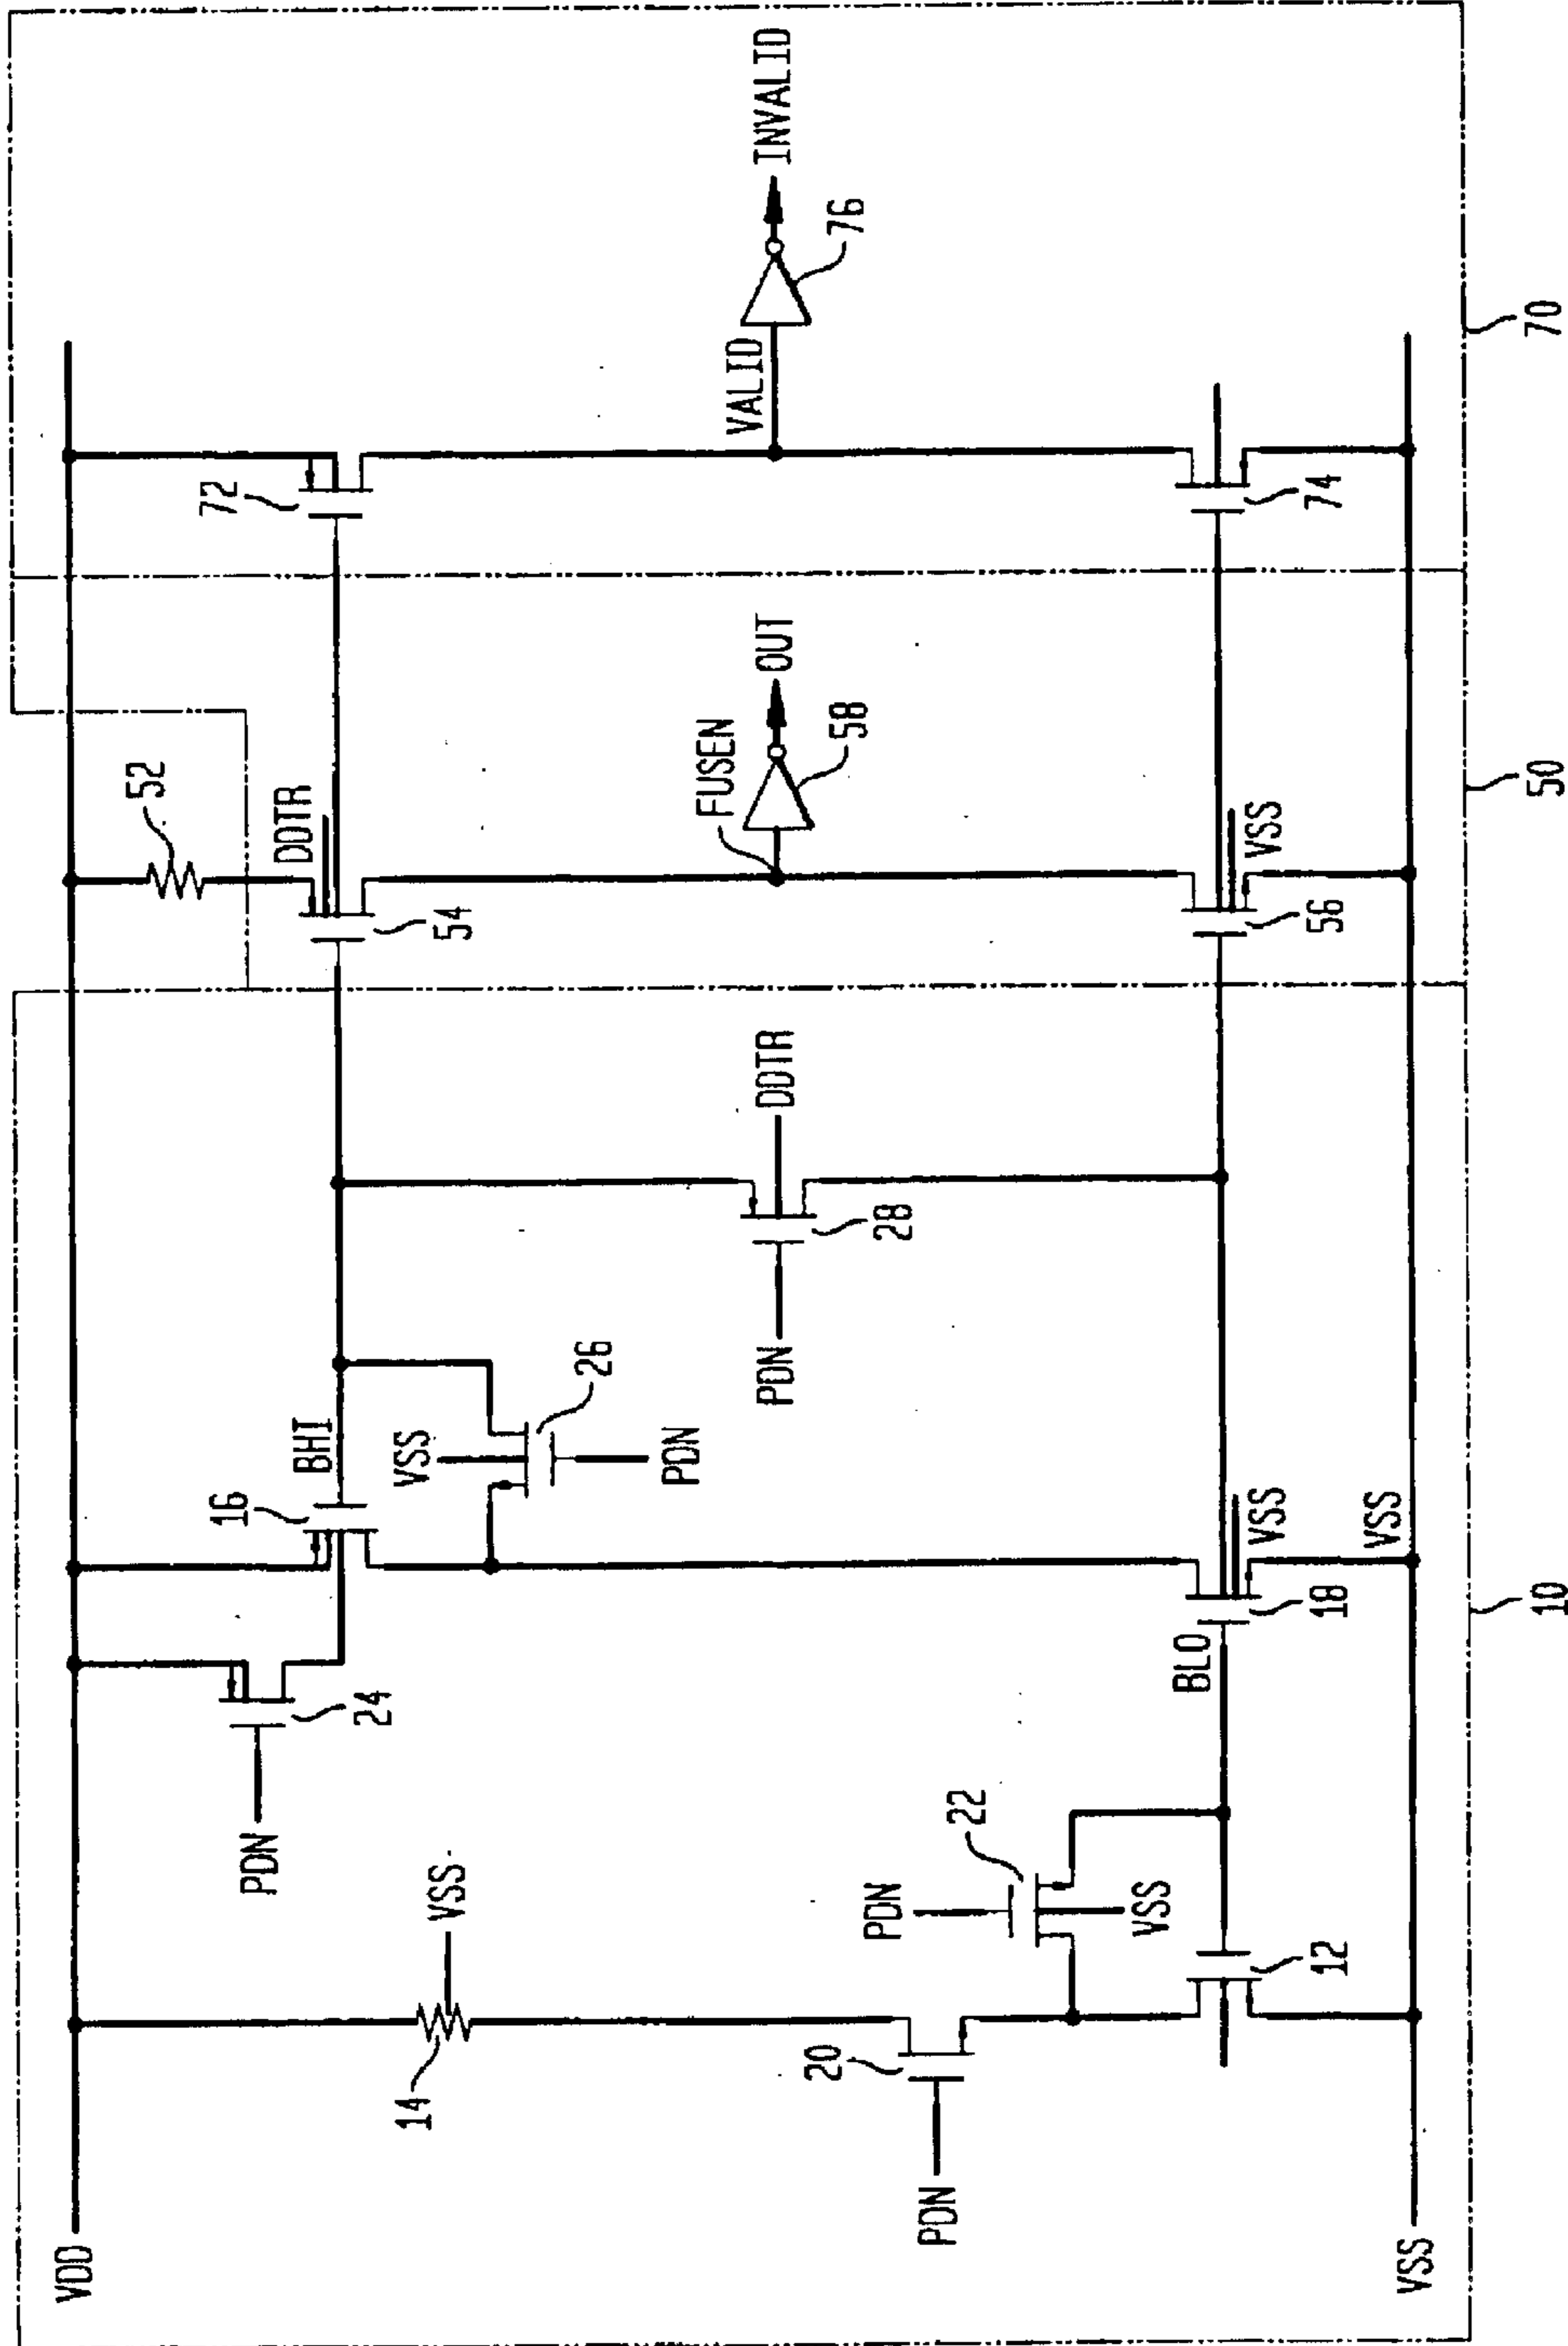 VDD
VSS
PDN
20
14
VSS
PDN
22
VSS
12
PDN
24
BLO
18
VSS
VSS
16
BHI
VSS
26
PDN
10
PDN
28
DDTR
52
DDTR
54
FUSEN
58
OUT
56
VSS
50
72
VALID
76
INVALID
74
70